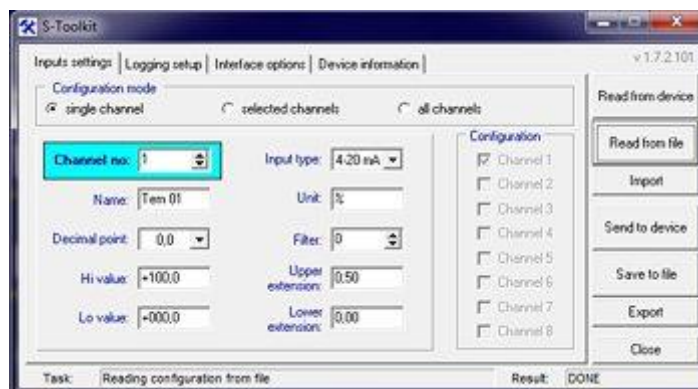 S-Toolkit
Inputs settings Logging setup Interface options Device information
v 1.7.2.101
Configuration mode
single channel selected channels all channels
Channel no: 1
Name: Tem 01
Decimal point: 0,0
Hi value: +100,0
Lo value: +000,0
Input type: 4-20 mA
Unit: %
Filter: 0
Upper extension: 0,50
Lower extension: 0,00
Configuration
Channel 1
Channel 2
Channel 3
Channel 4
Channel 5
Channel 6
Channel 7
Channel 8
Read from device
Read from file
Import
Send to device
Save to file
Export
Close
Task: Reading configuration from file Result: DONE